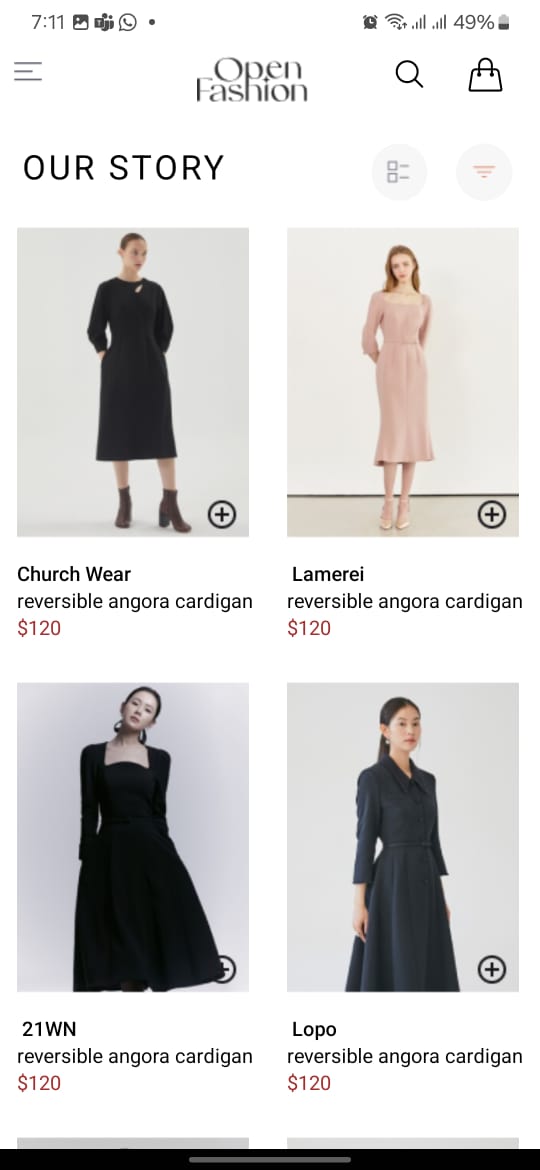 7:11 49%
Open
Fashion
OUR STORY
Church Wear
reversible angora cardigan
$120
Lamerei
reversible angora cardigan
$120
21WN
reversible angora cardigan
$120
Lopo
reversible angora cardigan
$120